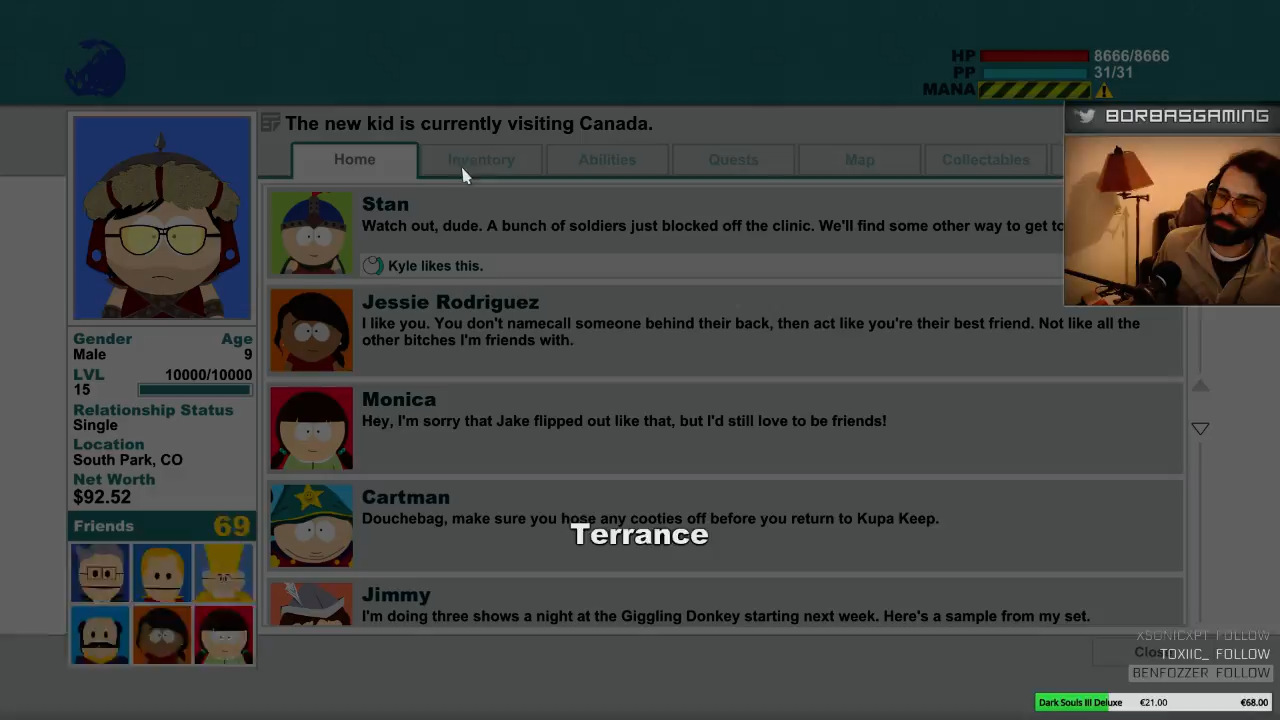 HP 8666/8666
PP 31/31
MANA
BORBASGAMING
The new kid is currently visiting Canada.
Home Inventory Abilities Quests Map Collectables
Stan
Watch out, dude. A bunch of soldiers just blocked off the clinic. We'll find some other way to get to
Kyle likes this.
Jessie Rodriguez
I like you. You don't namecall someone behind their back, then act like you're their best friend. Not like all the
other bitches I'm friends with.
Gender Age
Male 9
LVL 10000/10000
15
Relationship Status
Single
Location
South Park, CO
Net Worth
$92.52
Friends 69
Monica
Hey, I'm sorry that Jake flipped out like that, but I'd still love to be friends!
Cartman
Douchebag, make sure you hose any cooties off before you return to Kupa Keep.
Terrance
Jimmy
I'm doing three shows a night at the Giggling Donkey starting next week. Here's a sample from my set.
XSONICXPT FOLLOW
Clo
TOXIIC_ FOLLOW
BENFOZZER FOLLOW
Dark Souls III Deluxe €21.00 €68.00